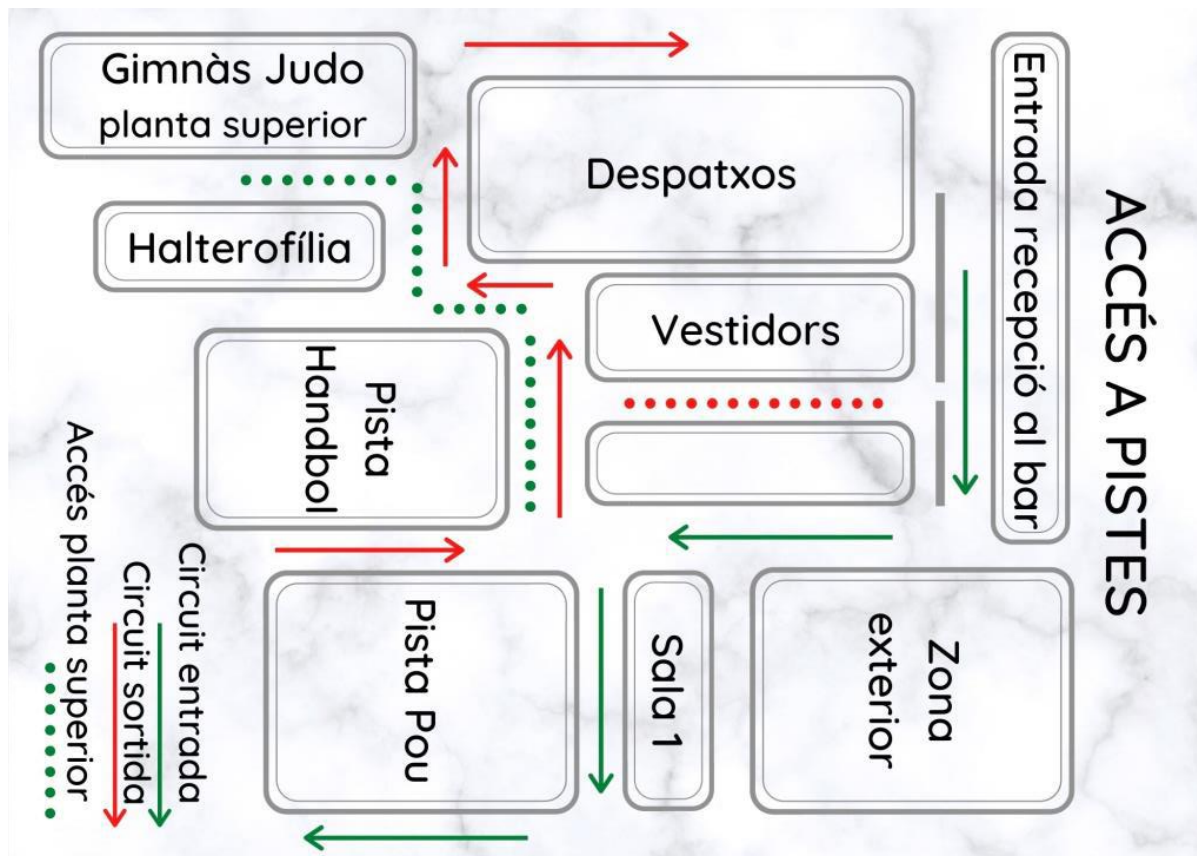 ACCÉS A PISTES
Entrada recepció al bar
Gimnàs Judo
planta superior
Despatxos
Halterofília
Vestidors
Pista
Handbol
Zona
exterior
Sala 1
Pista Pou
Circuit entrada
Circuit sortida
Accés planta superior